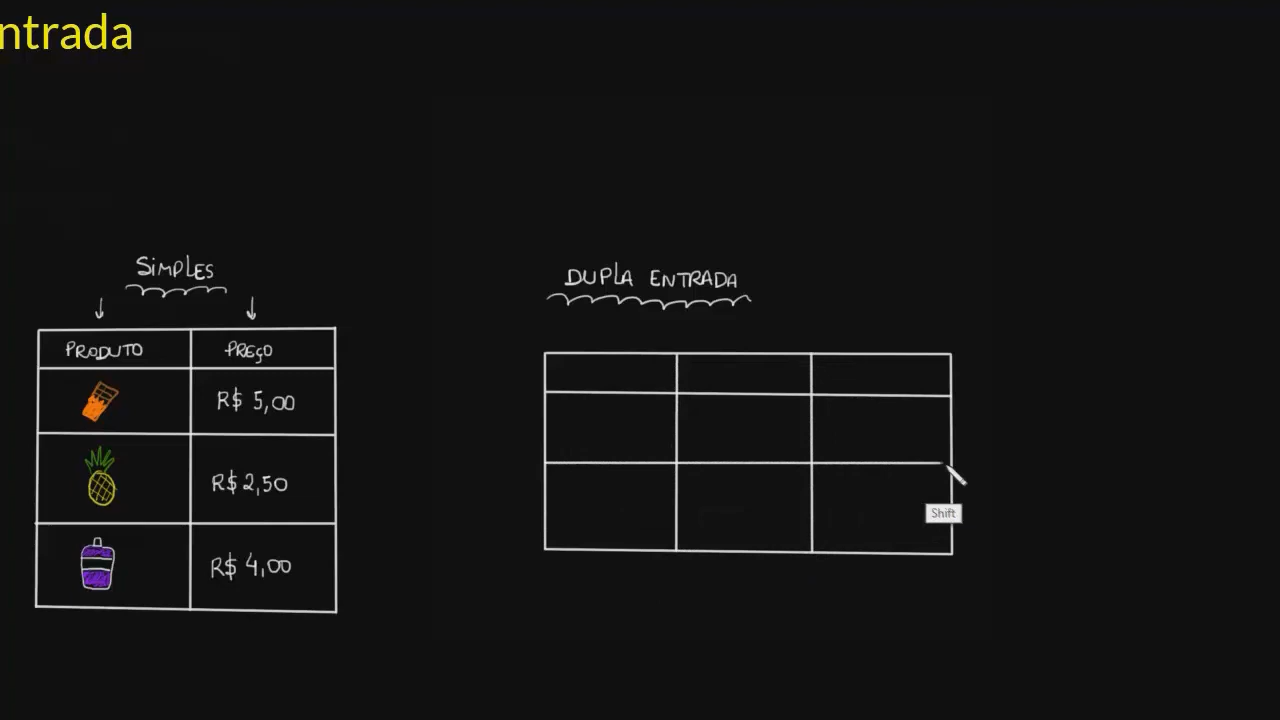 ntrada
SIMPLES
DUPLA ENTRADA
PRODUTO PREÇO
R$ 5,00
R$ 2,50
R$ 4,00
Shift